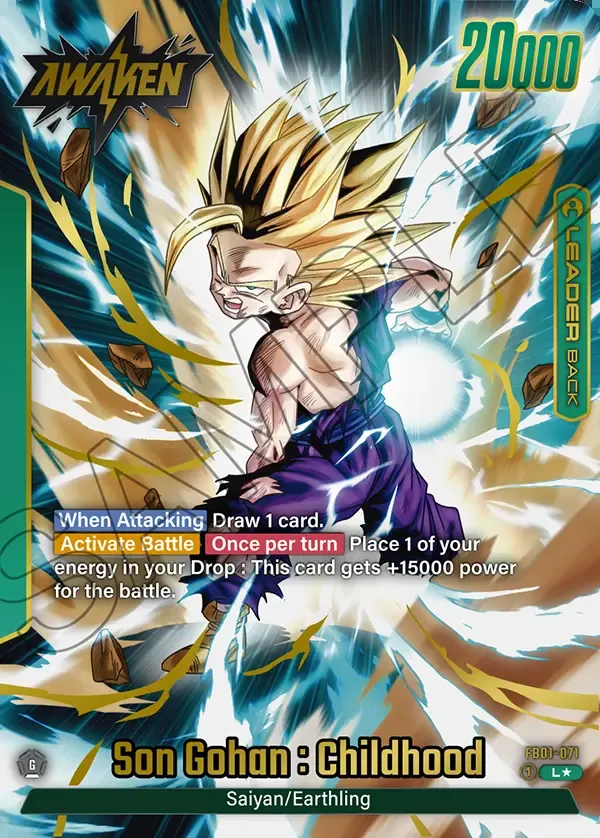 AWAKEN
20000
LEADER BACK
When Attacking Draw 1 card.
Activate Battle Once per turn Place 1 of your
energy in your Drop : This card gets +15000 power
for the battle.
SAMPLE
Son Gohan : Childhood
FB01-071
G
1 L★
Saiyan/Earthling